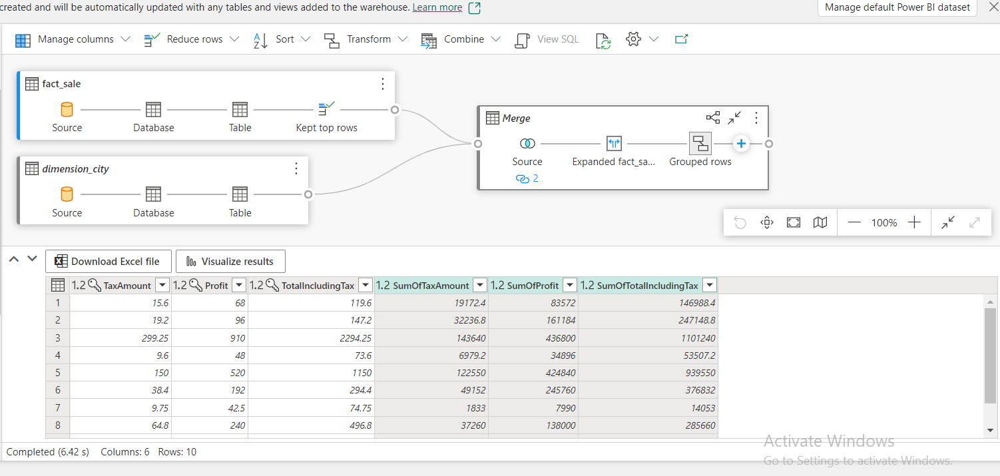 created and will be automatically updated with any tables and views added to the warehouse. Learn more
Manage default Power BI dataset
Manage columns Reduce rows Sort Transform Combine View SQL
fact_sale
Source Database Table Kept top rows
dimension_city
Source Database Table
Merge
Source Expanded fact_sa... Grouped rows
2
100%
Download Excel file Visualize results
1.2 TaxAmount 1.2 Profit 1.2 TotalIncludingTax 1.2 SumOfTaxAmount 1.2 SumOfProfit 1.2 SumOfTotalIncludingTax
1 15.6 68 119.6 19172.4 83572 146988.4
2 19.2 96 147.2 32236.8 161184 247148.8
3 299.25 910 2294.25 143640 436800 1101240
4 9.6 48 73.6 6979.2 34896 53507.2
5 150 520 1150 122550 424840 939550
6 38.4 192 294.4 49152 245760 376832
7 9.75 42.5 74.75 1833 7990 14053
8 64.8 240 496.8 37260 138000 285660
Activate Windows
Go to Settings to activate Windows.
Completed (6.42 s) Columns: 6 Rows: 10